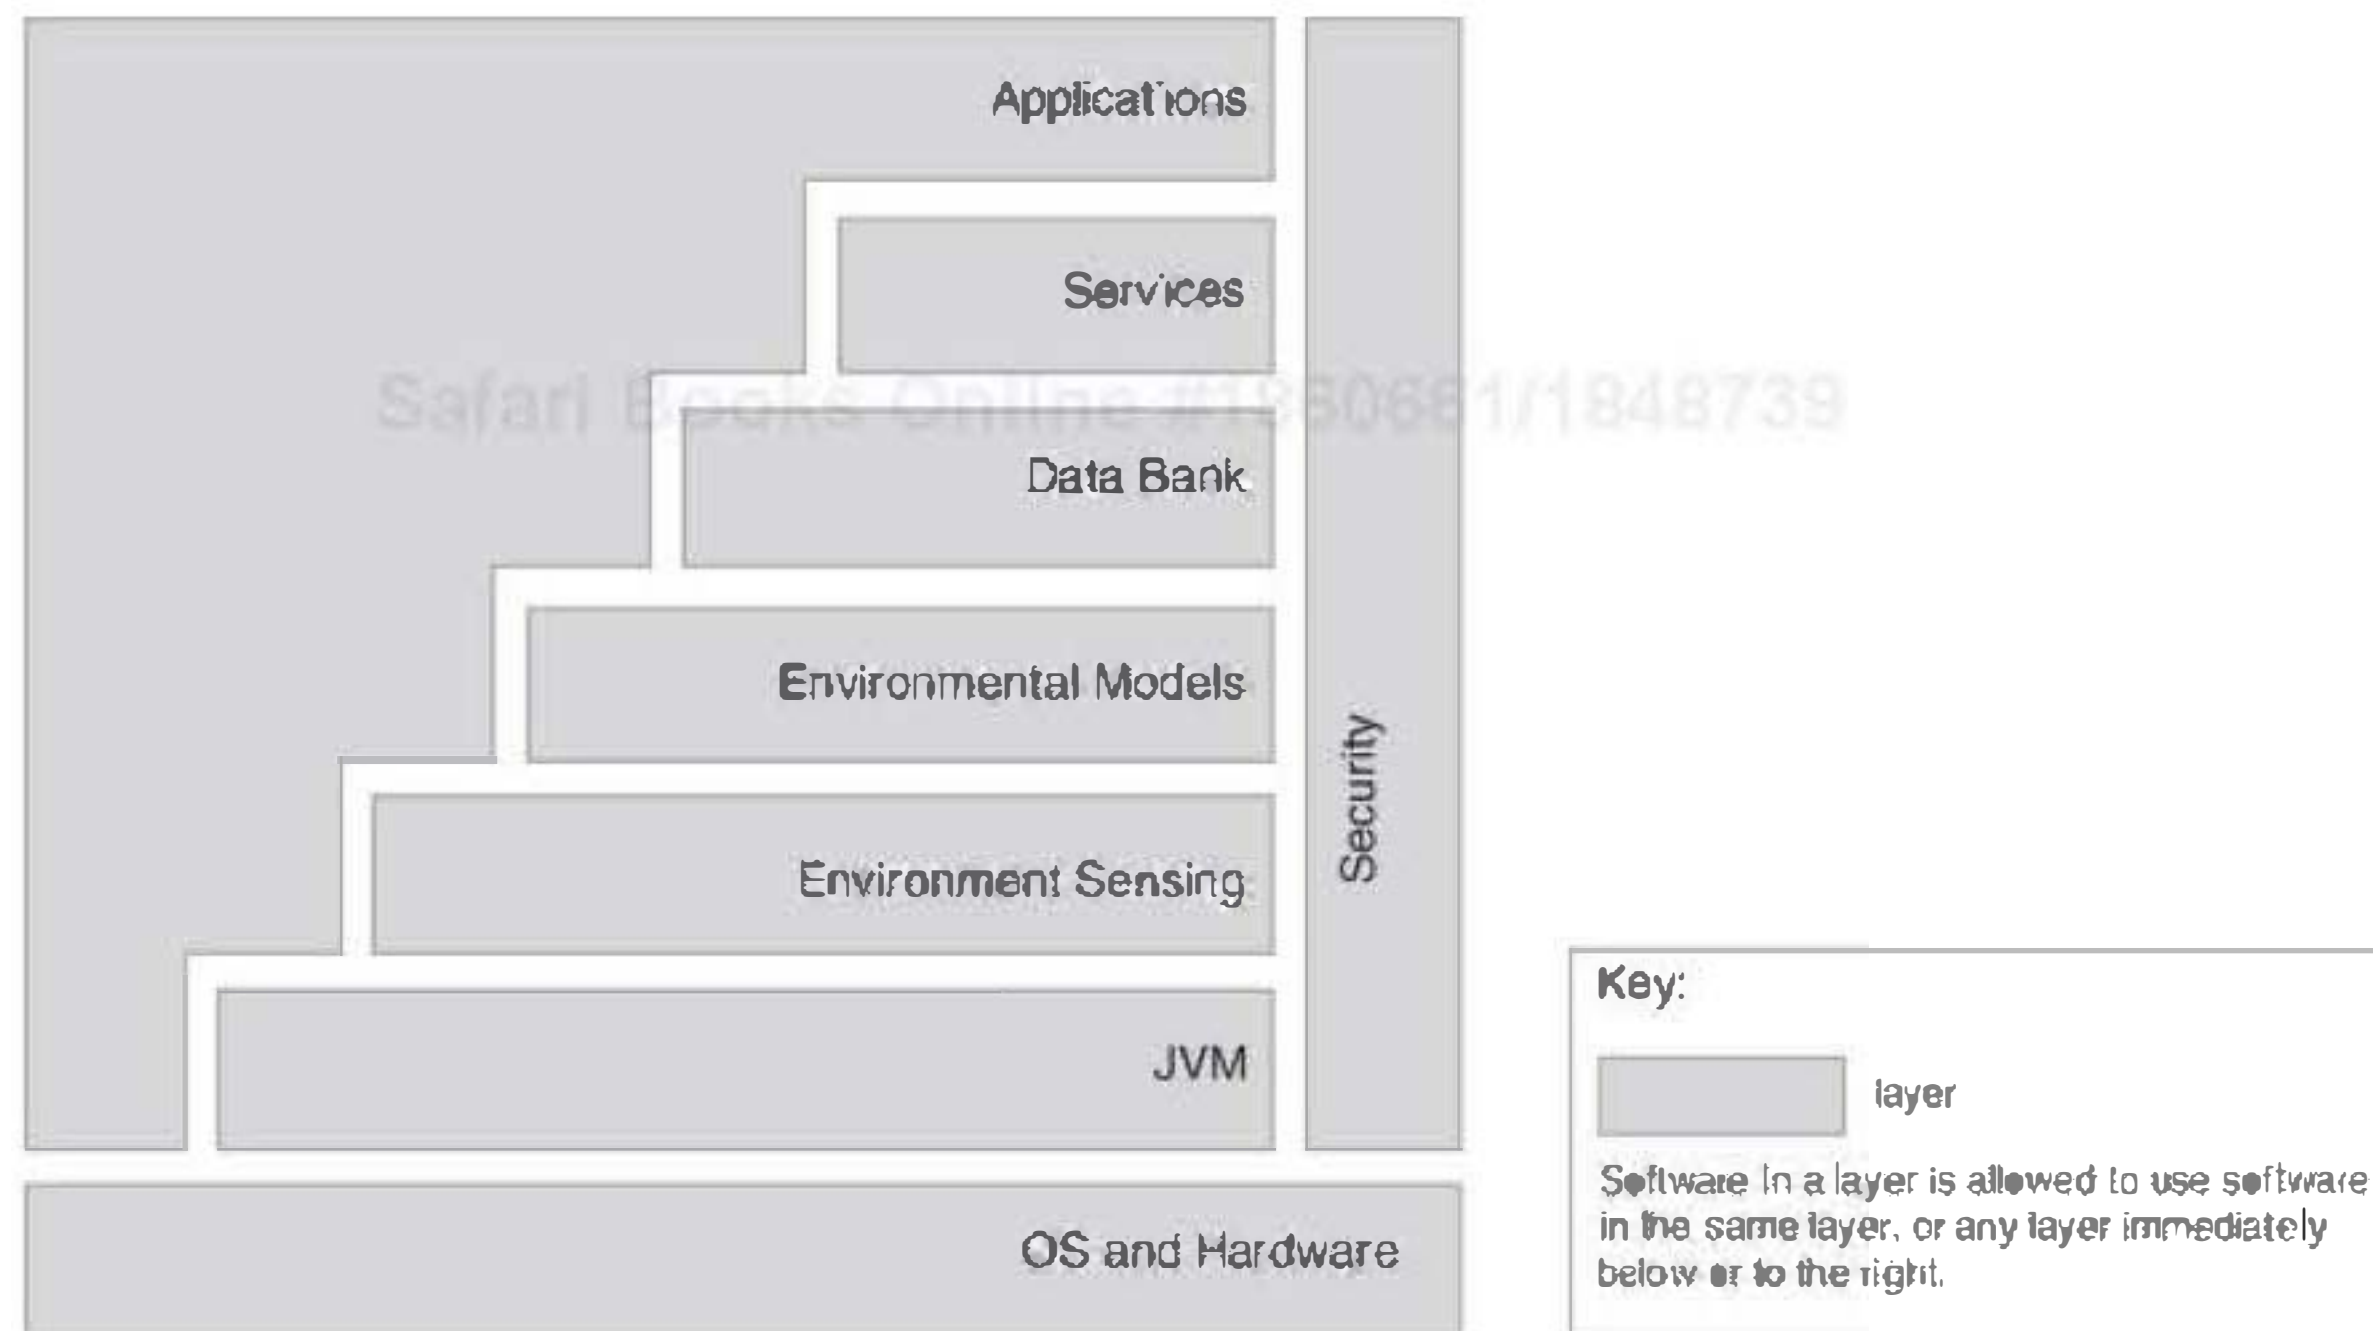 Applications
Services
Safari Books Online #1960681/1848739
Data Bank
Environmental Models
Security
Environment Sensing
JVM
OS and Hardware
Key:
layer
Software in a layer is allowed to use software
in the same layer, or any layer immediately
below or to the right.